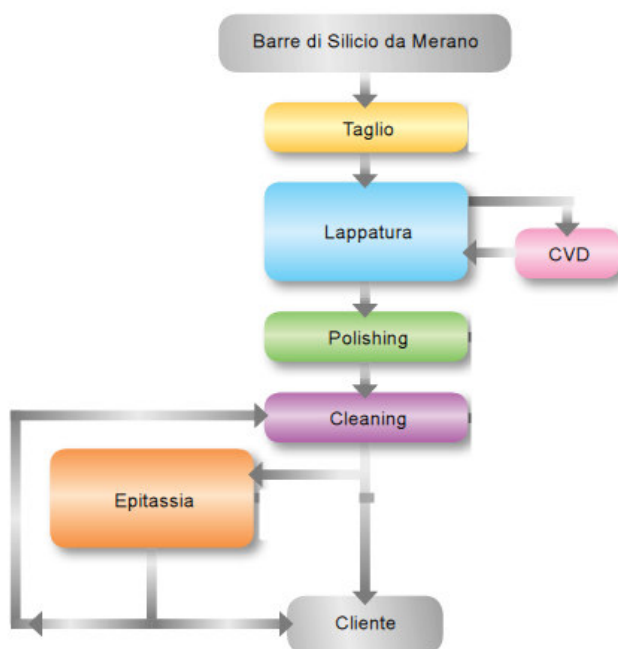 Barre di Silicio da Merano
Taglio
Lappatura
CVD
Polishing
Cleaning
Epitassia
Cliente